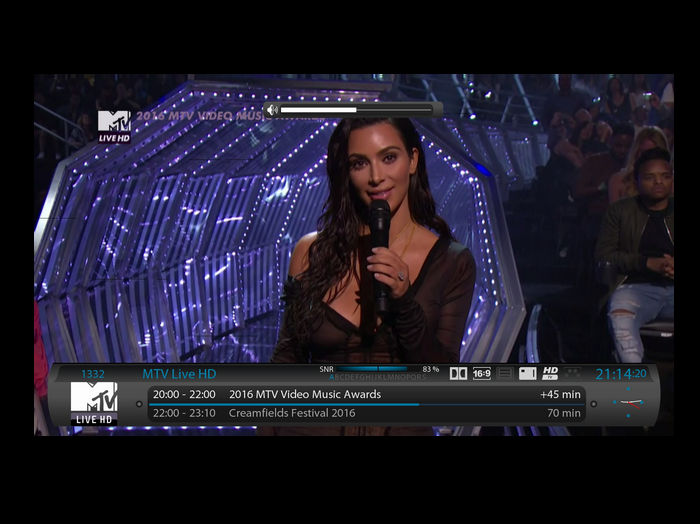 MTV
LIVE HD
2016 MTV VIDEO MUS
1332
MTV Live HD
SNR
83 %
ABCDEFGHIJKLMNOPQRS
16:9
HD
21:14:20
MTV
LIVE HD
20:00 - 22:00 2016 MTV Video Music Awards +45 min
22:00 - 23:10 Creamfields Festival 2016 70 min